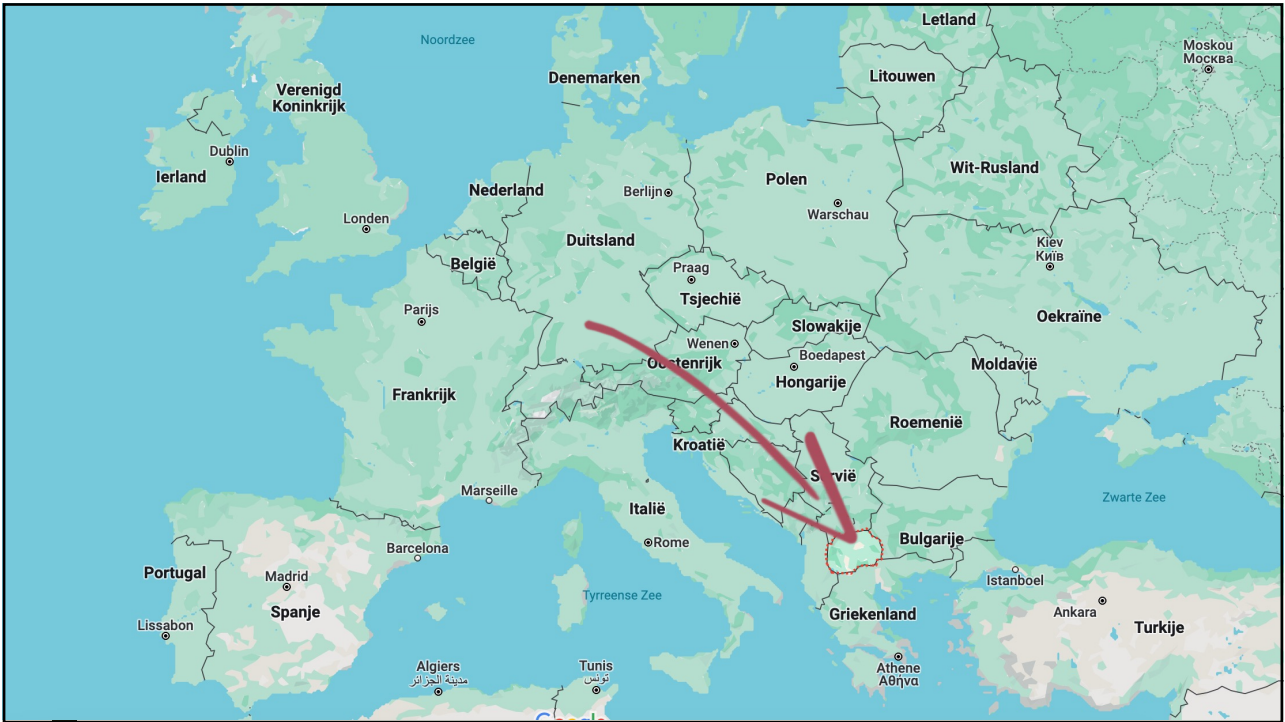 Letland
Noordzee
Moskou
Москва
Denemarken
Litouwen
Verenigd
Koninkrijk
Dublin
Ierland
Wit-Rusland
Nederland
Berlijn
Polen
Warschau
Londen
Duitsland
Kiev
Київ
België
Praag
Tsjechië
Parijs
Oekraïne
Slowakije
Wenen
Boedapest
Oostenrijk
Hongarije
Moldavië
Frankrijk
Roemenië
Kroatië
Servië
Marseille
Zwarte Zee
Italië
Rome
Bulgarije
Barcelona
Portugal
Madrid
Istanboel
Tyrreense Zee
Spanje
Ankara
Lissabon
Griekenland
Turkije
Algiers
مدينة الجزائر
Tunis
تونس
Athene
Αθήνα
Google